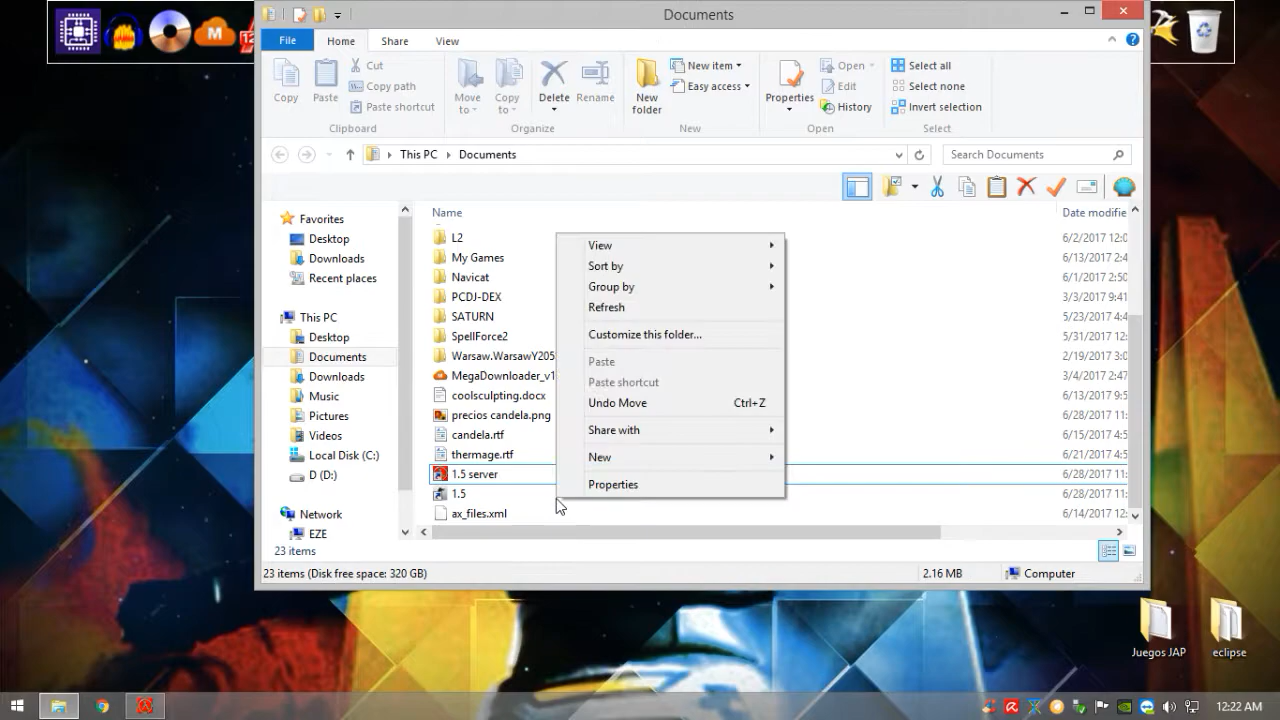 Documents
File Home Share View
Copy
Paste
Cut
Copy path
Paste shortcut
Clipboard
Move to
Copy to
Delete
Rename
Organize
New folder
New item
Easy access
New
Properties
Open
Edit
History
Open
Select all
Select none
Invert selection
Select
This PC Documents
Search Documents
Name
Date modifie
Favorites
Desktop
Downloads
Recent places
This PC
Desktop
Documents
Downloads
Music
Pictures
Videos
Local Disk (C:)
D (D:)
Network
EZE
L2 6/2/2017 12:0
My Games 6/13/2017 2:4
Navicat 6/1/2017 2:50
PCDJ-DEX 3/3/2017 9:41
SATURN 5/23/2017 4:4
SpellForce2 5/31/2017 12:
Warsaw.WarsawY205 2/19/2017 3:0
MegaDownloader_v1 3/4/2017 2:47
coolsculpting.docx 6/13/2017 9:5
precios candela.png 6/28/2017 11:
candela.rtf 6/15/2017 4:5
thermage.rtf 6/21/2017 4:5
1.5 server 6/28/2017 11:
1.5 6/28/2017 11:
ax_files.xml 6/14/2017 12:
View
Sort by
Group by
Refresh
Customize this folder...
Paste
Paste shortcut
Undo Move Ctrl+Z
Share with
New
Properties
23 items
23 items (Disk free space: 320 GB) 2.16 MB Computer
Juegos JAP
eclipse
12:22 AM